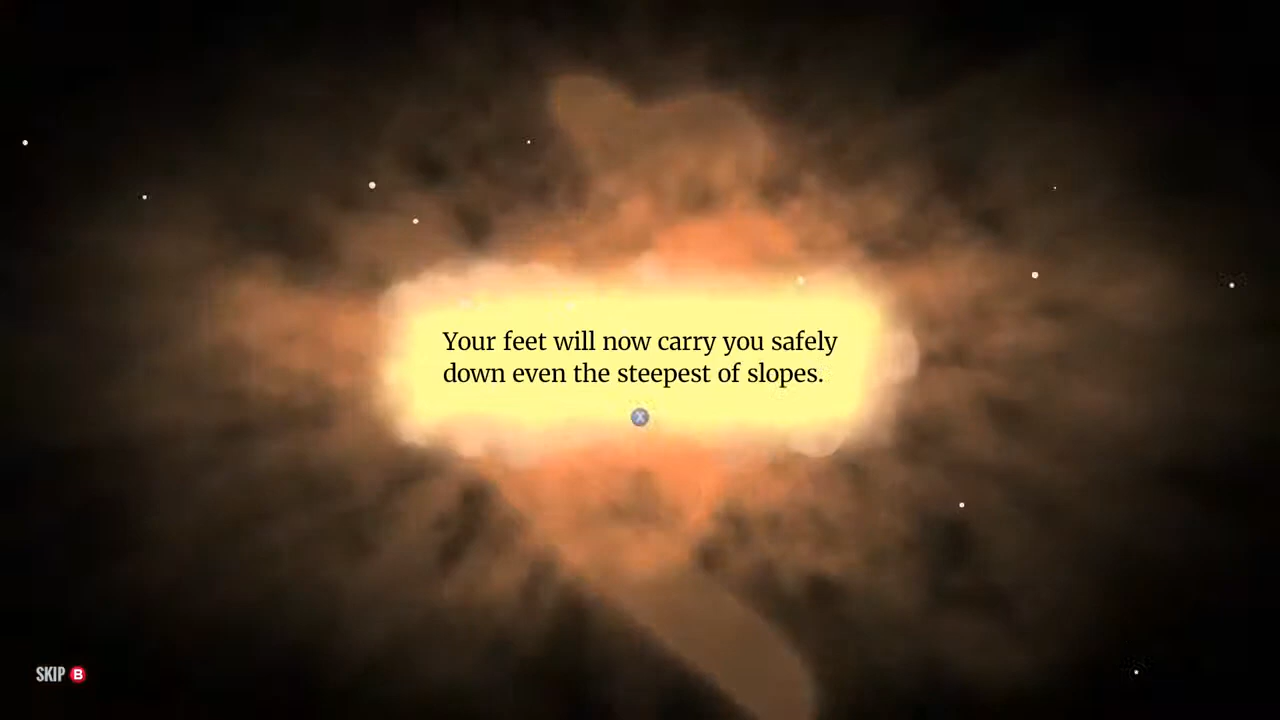 Your feet will now carry you safely
down even the steepest of slopes.
X
SKIP B